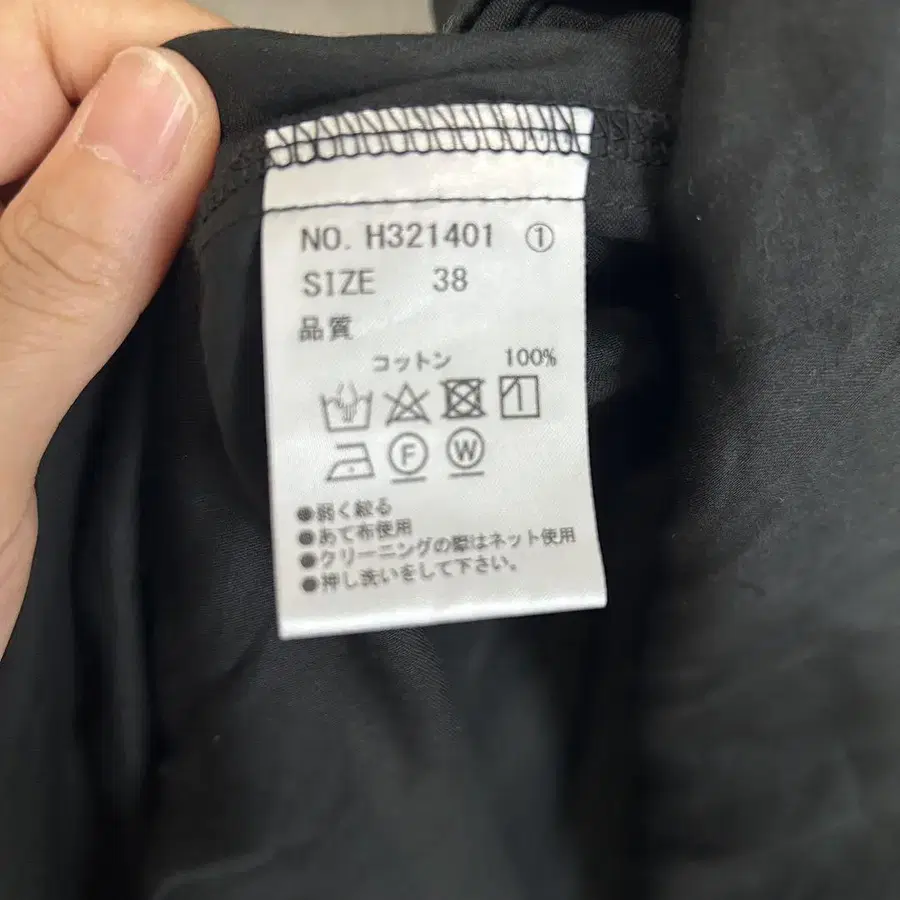 NO. H321401 ①
SIZE 38
品質
コットン 100%
F W
●弱く絞る
●あて布使用
●クリーニングの際はネット使用
●押し洗いをして下さい。